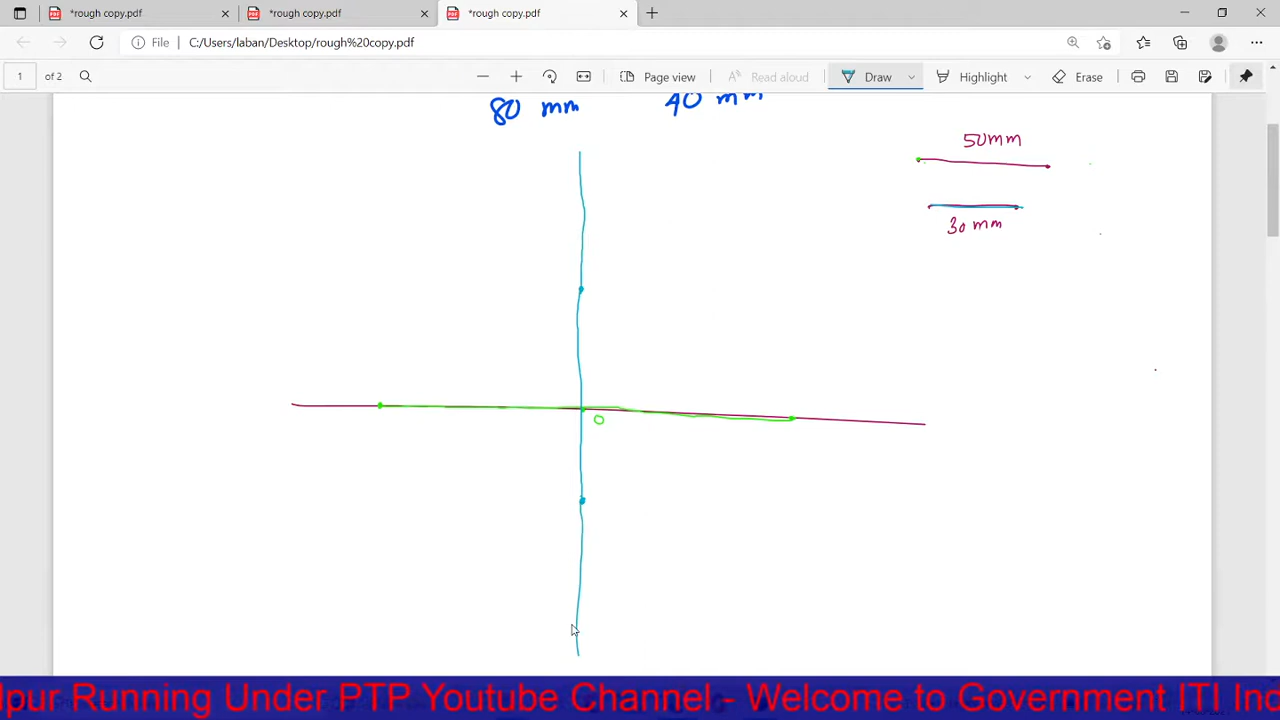 *rough copy.pdf
*rough copy.pdf
*rough copy.pdf
File
C:/Users/laban/Desktop/rough%20copy.pdf
1
of 2
Page view
Read aloud
Draw
Highlight
Erase
80 mm
40 mm
50mm
30 mm
o
lpur Running Under PTP Youtube Channel - Welcome to Government ITI Inc